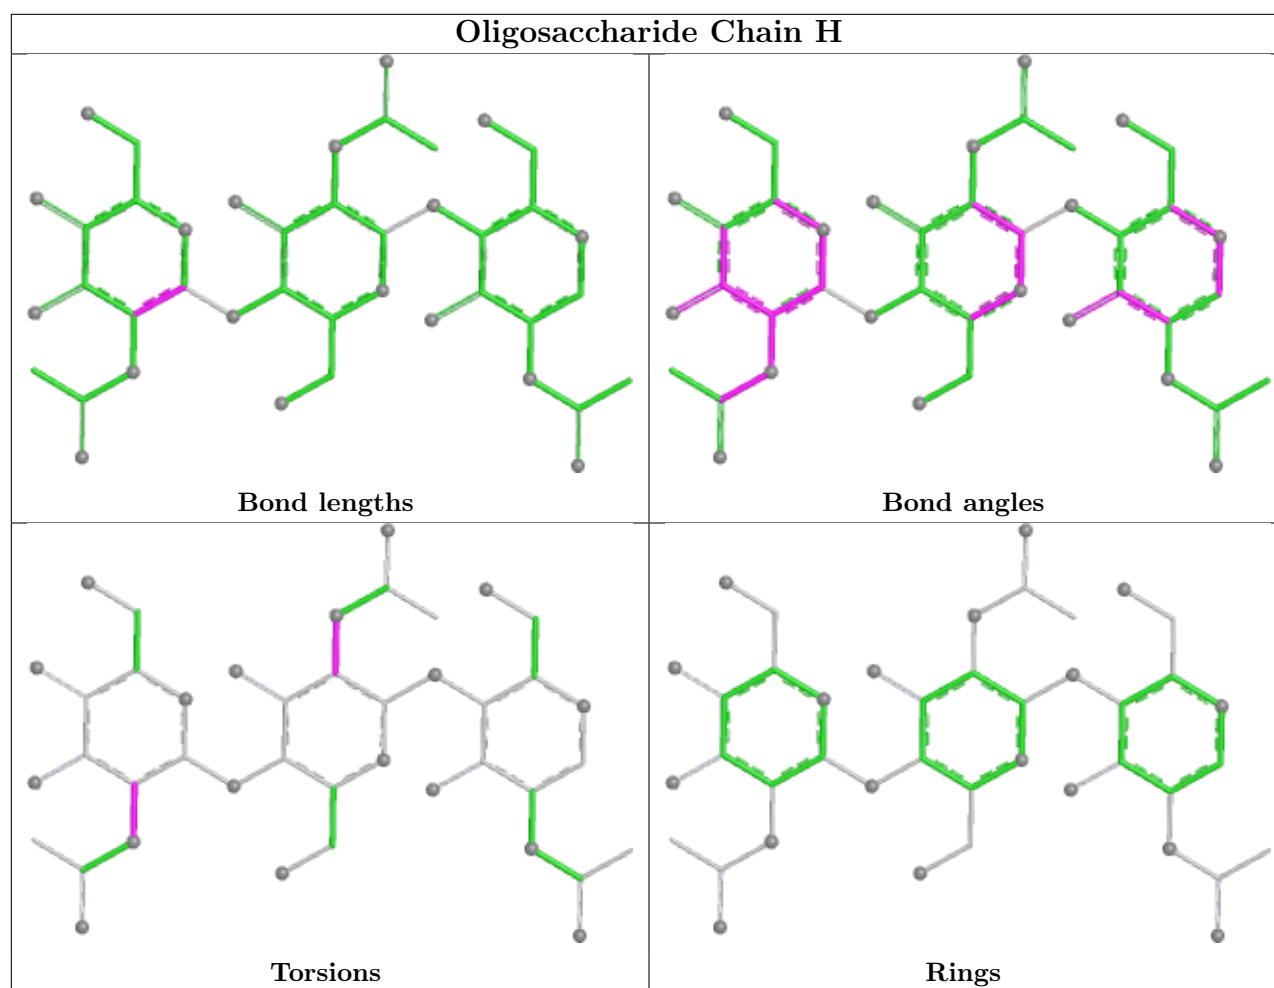 Oligosaccharide Chain H
Bond lengths
Bond angles
Torsions
Rings